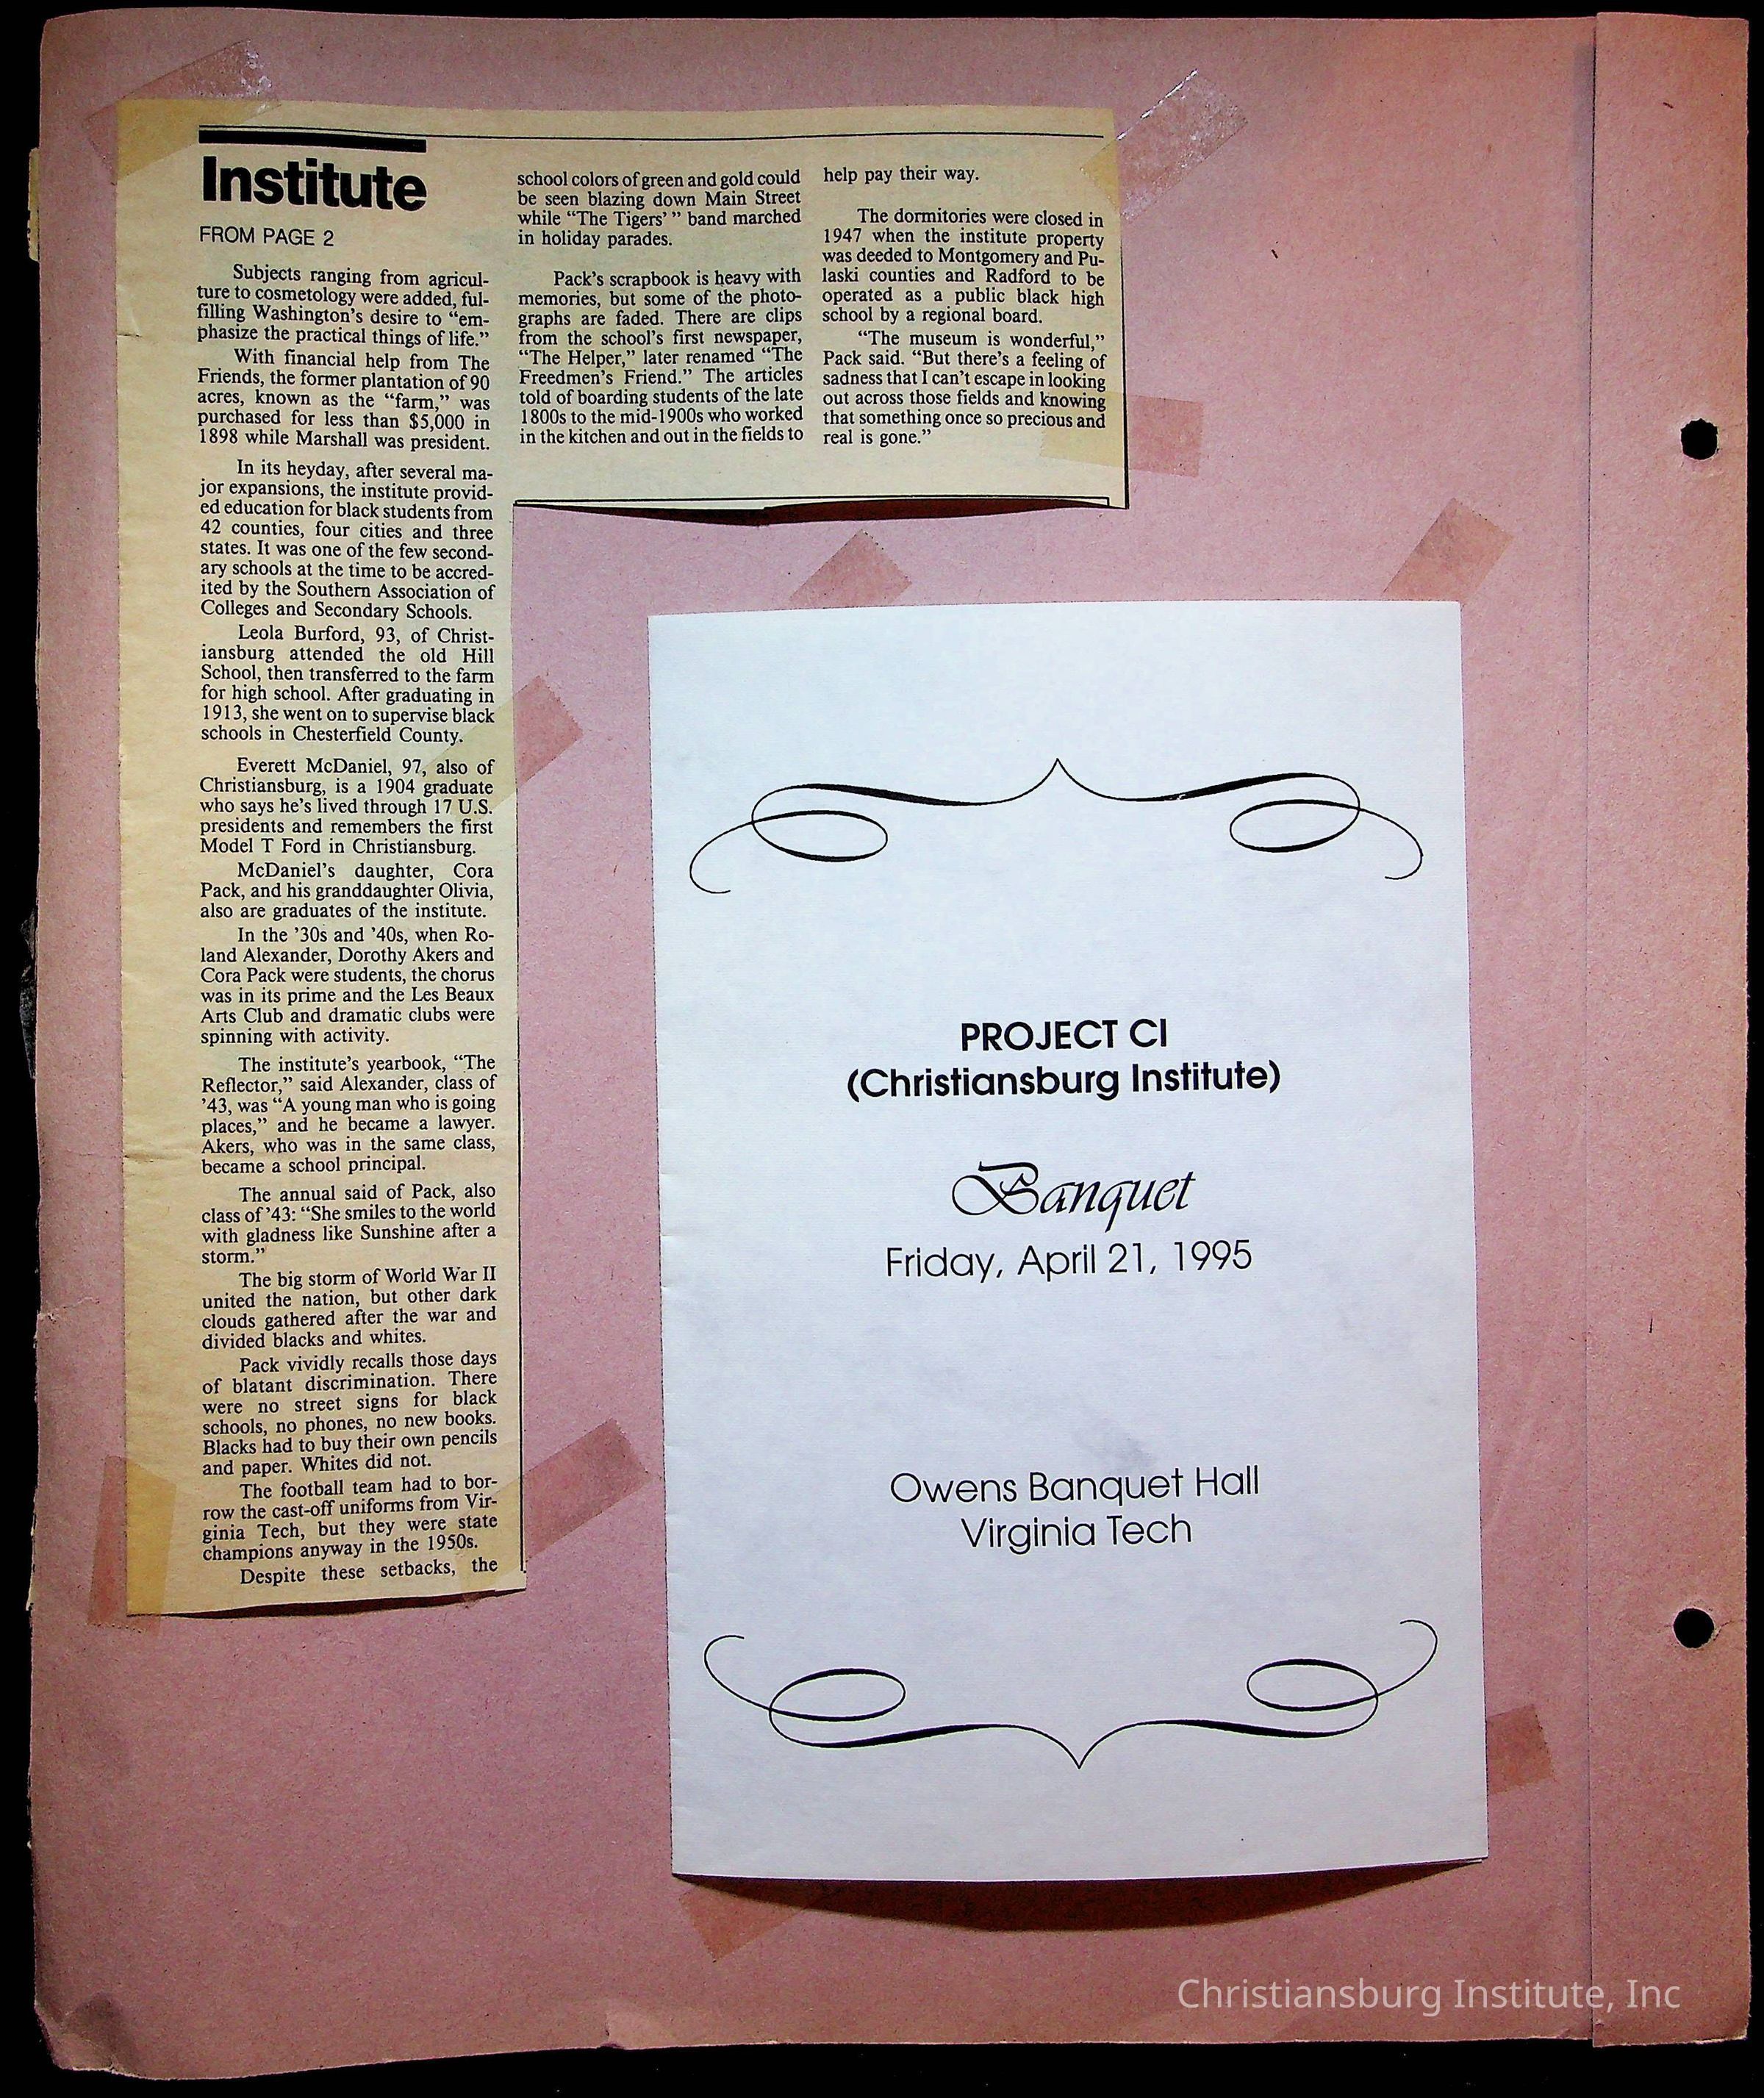 Institute
FROM PAGE 2
Subjects ranging from agricul-
ture to cosmetology were added, ful-
filling Washington's desire to “em-
phasize the practical things of life.”
With financial help from The
Friends, the former plantation of 90
acres, known as the “farm,” was
purchased for less than $5,000 in
1898 while Marshall was president.
In its heyday, after several ma-
jor expansions, the institute provid-
ed education for black students from
42 counties, four cities and three
states. It was one of the few second-
ary schools at the time to be accred-
ited by the Southern Association of
Colleges and Secondary Schools.
Leola Burford, 93, of Christ-
iansburg attended the old Hill
School, then transferred to the farm
for high school. After graduating in
1913, she went on to supervise black
schools in Chesterfield County.
Everett McDaniel, 97, also of
Christiansburg, is a 1904 graduate
who says he's lived through 17 U.S.
presidents and remembers the first
Model T Ford in Christiansburg.
McDaniel's daughter, Cora
Pack, and his granddaughter Olivia,
also are graduates of the institute.
In the '30s and '40s, when Ro-
land Alexander, Dorothy Akers and
Cora Pack were students, the chorus
was in its prime and the Les Beaux
Arts Club and dramatic clubs were
spinning with activity.
The institute's yearbook, “The
Reflector,” said Alexander, class of
'43, was “A young man who is going
places,” and he became a lawyer.
Akers, who was in the same class,
became a school principal.
The annual said of Pack, also
class of '43: “She smiles to the world
with gladness like Sunshine after a
storm.”
The big storm of World War II
united the nation, but other dark
clouds gathered after the war and
divided blacks and whites.
Pack vividly recalls those days
of blatant discrimination. There
were no street signs for black
schools, no phones, no new books.
Blacks had to buy their own pencils
and paper. Whites did not.
The football team had to bor-
row the cast-off uniforms from Vir-
ginia Tech, but they were state
champions anyway in the 1950s.
Despite these setbacks, the
school colors of green and gold could
be seen blazing down Main Street
while “The Tigers' ” band marched
in holiday parades.
Pack's scrapbook is heavy with
memories, but some of the photo-
graphs are faded. There are clips
from the school's first newspaper,
“The Helper,” later renamed “The
Freedmen's Friend.” The articles
told of boarding students of the late
1800s to the mid-1900s who worked
in the kitchen and out in the fields to
help pay their way.
The dormitories were closed in
1947 when the institute property
was deeded to Montgomery and Pu-
laski counties and Radford to be
operated as a public black high
school by a regional board.
“The museum is wonderful,”
Pack said. “But there's a feeling of
sadness that I can't escape in looking
out across those fields and knowing
that something once so precious and
real is gone.”
PROJECT CI
(Christiansburg Institute)
Banquet
Friday, April 21, 1995
Owens Banquet Hall
Virginia Tech
Christiansburg Institute, Inc